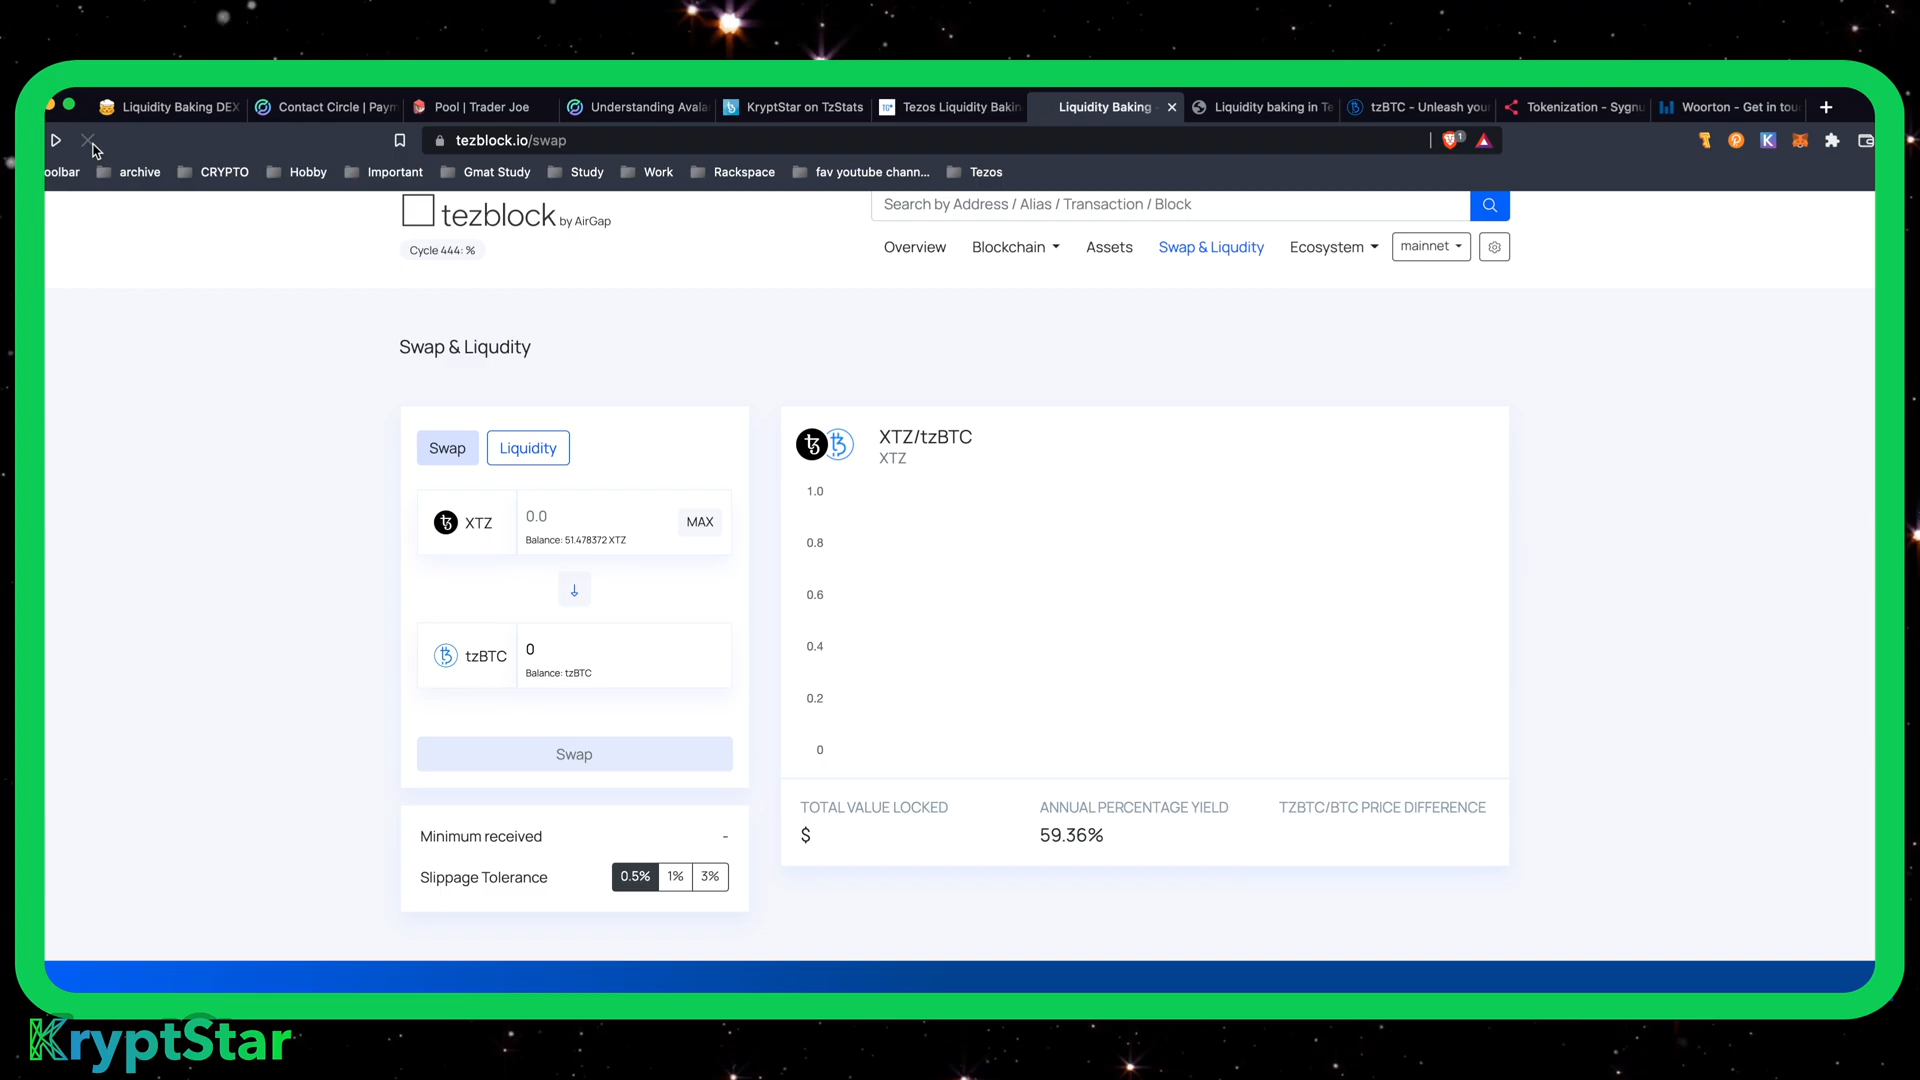 Liquidity Baking DEX
Contact Circle | Paym
Pool | Trader Joe
Understanding Avala
KryptStar on TzStats
Tezos Liquidity Bakin
Liquidity Baking -
Liquidity baking in Te
tzBTC - Unleash you
Tokenization - Sygnu
Woorton - Get in tou
tezblock.io/swap
1
oolbar
archive
CRYPTO
Hobby
Important
Gmat Study
Study
Work
Rackspace
fav youtube chann...
Tezos
tezblock by AirGap
Search by Address / Alias / Transaction / Block
Cycle 444: %
Overview
Blockchain
Assets
Swap & Liqudity
Ecosystem
mainnet
Swap & Liqudity
Swap
Liquidity
XTZ
0.0
Balance: 51.478372 XTZ
MAX
tzBTC
0
Balance: tzBTC
Swap
Minimum received
-
Slippage Tolerance
0.5%
1%
3%
XTZ/tzBTC
XTZ
1.0
0.8
0.6
0.4
0.2
0
TOTAL VALUE LOCKED
$
ANNUAL PERCENTAGE YIELD
59.36%
TZBTC/BTC PRICE DIFFERENCE
KryptStar